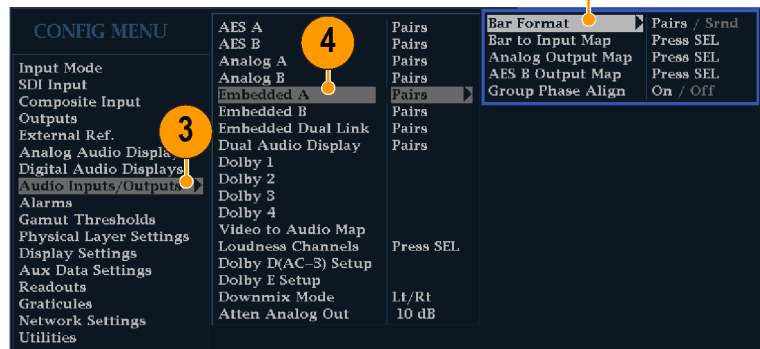 CONFIG MENU
Input Mode
SDI Input
Composite Input
Outputs
External Ref.
Analog Audio Display
Digital Audio Displays
Audio Inputs/Outputs
Alarms
Gamut Thresholds
Physical Layer Settings
Display Settings
Aux Data Settings
Readouts
Graticules
Network Settings
Utilities
3
AES A Pairs
AES B Pairs
Analog A Pairs
Analog B Pairs
Embedded A Pairs
Embedded B Pairs
Embedded Dual Link Pairs
Dual Audio Display Pairs
Dolby 1
Dolby 2
Dolby 3
Dolby 4
Video to Audio Map
Loudness Channels Press SEL
Dolby D(AC-3) Setup
Dolby E Setup
Downmix Mode Lt/Rt
Atten Analog Out 10 dB
4
Bar Format Pairs / Srnd
Bar to Input Map Press SEL
Analog Output Map Press SEL
AES B Output Map Press SEL
Group Phase Align On / Off